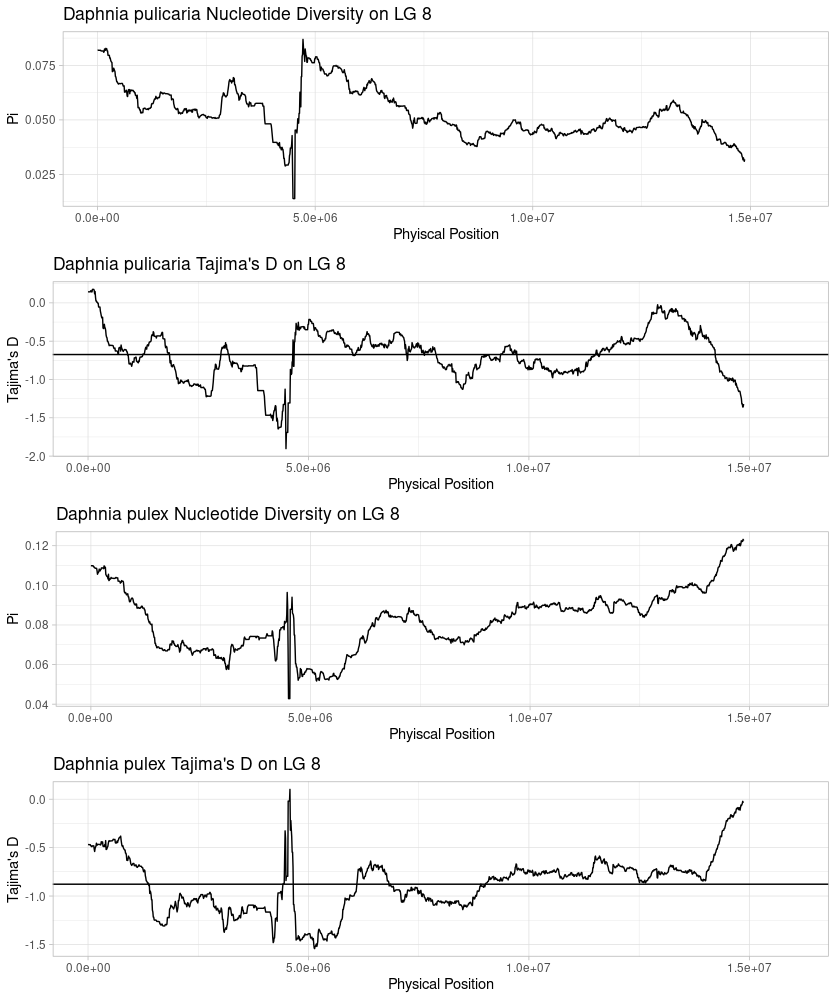 Daphnia pulicaria Nucleotide Diversity on LG 8
Pi
0.075
0.050
0.025
0.0e+00 5.0e+06 1.0e+07 1.5e+07
Phyiscal Position
Daphnia pulicaria Tajima's D on LG 8
Tajima's D
0.0
-0.5
-1.0
-1.5
-2.0
0.0e+00 5.0e+06 1.0e+07 1.5e+07
Physical Position
Daphnia pulex Nucleotide Diversity on LG 8
Pi
0.12
0.10
0.08
0.06
0.04
0.0e+00 5.0e+06 1.0e+07 1.5e+07
Phyiscal Position
Daphnia pulex Tajima's D on LG 8
Tajima's D
0.0
-0.5
-1.0
-1.5
0.0e+00 5.0e+06 1.0e+07 1.5e+07
Physical Position